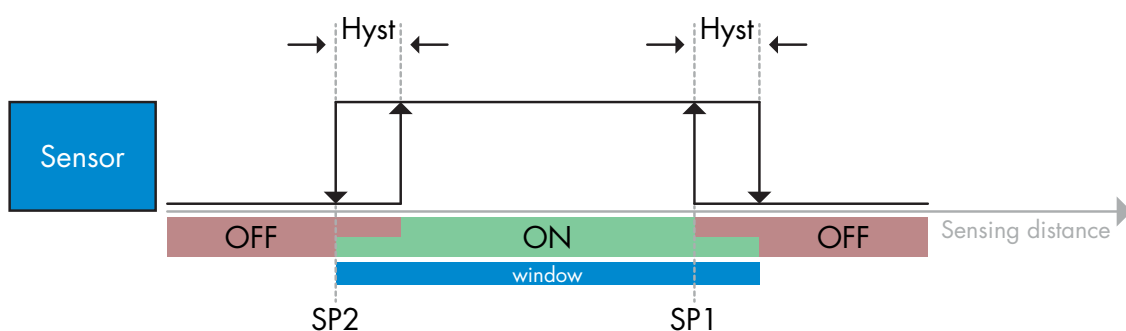 Hyst
Hyst
Sensor
OFF
ON
OFF
Sensing distance
window
SP2
SP1